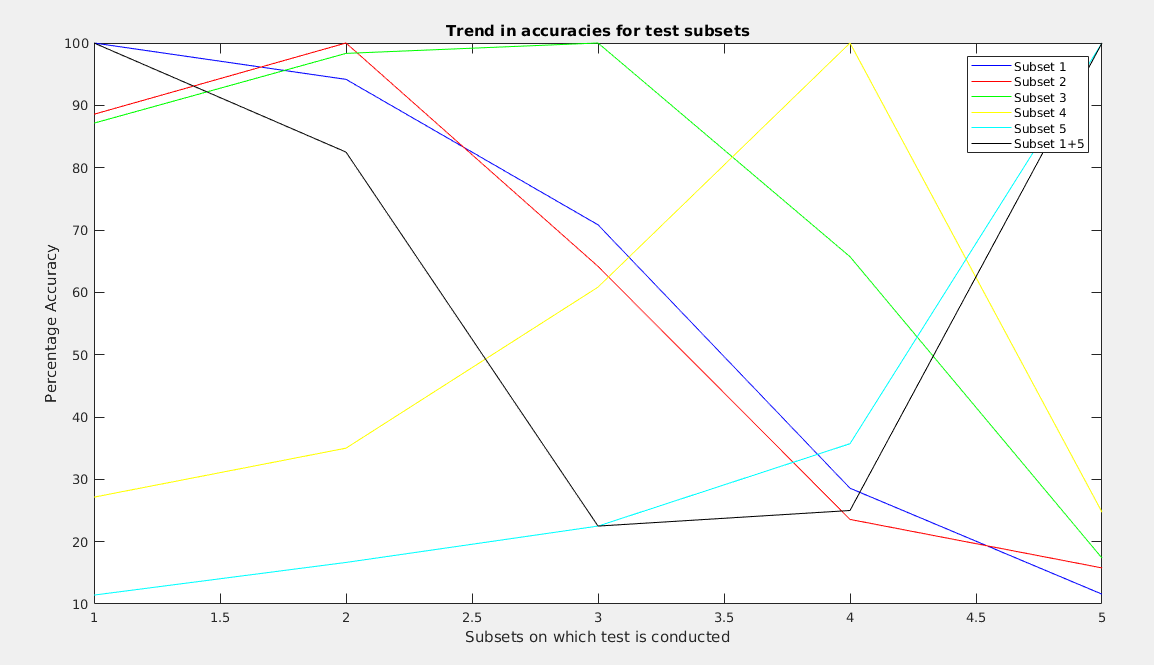 Trend in accuracies for test subsets
100
90
80
70
60
50
40
30
20
10
Percentage Accuracy
Subset 1
Subset 2
Subset 3
Subset 4
Subset 5
Subset 1+5
1 1.5 2 2.5 3 3.5 4 4.5 5
Subsets on which test is conducted